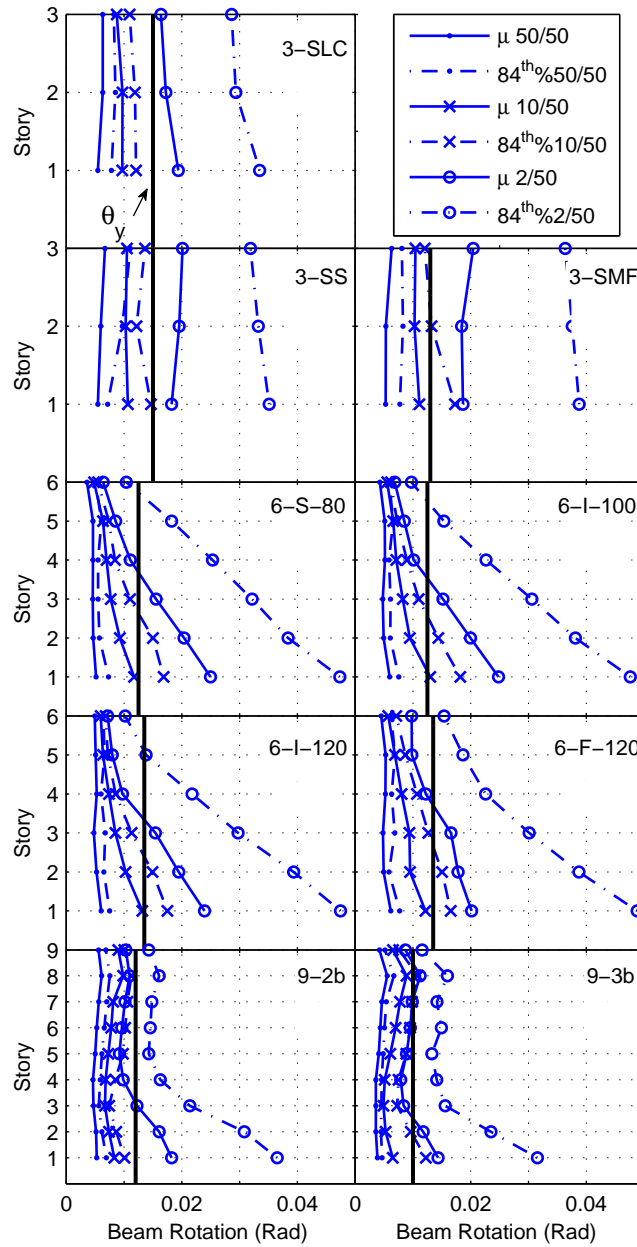 3
3–SLC
2
Story
1
θy
μ 50/50
84th%50/50
μ 10/50
84th%10/50
μ 2/50
84th%2/50
3
3–SS
3–SMF
2
Story
1
6
6–S–80
6–I–100
5
4
Story
3
2
1
6
6–I–120
6–F–120
5
4
Story
3
2
1
9
9–2b
9–3b
8
7
6
Story
5
4
3
2
1
0 0.02 0.04
0 0.02 0.04
Beam Rotation (Rad)
Beam Rotation (Rad)